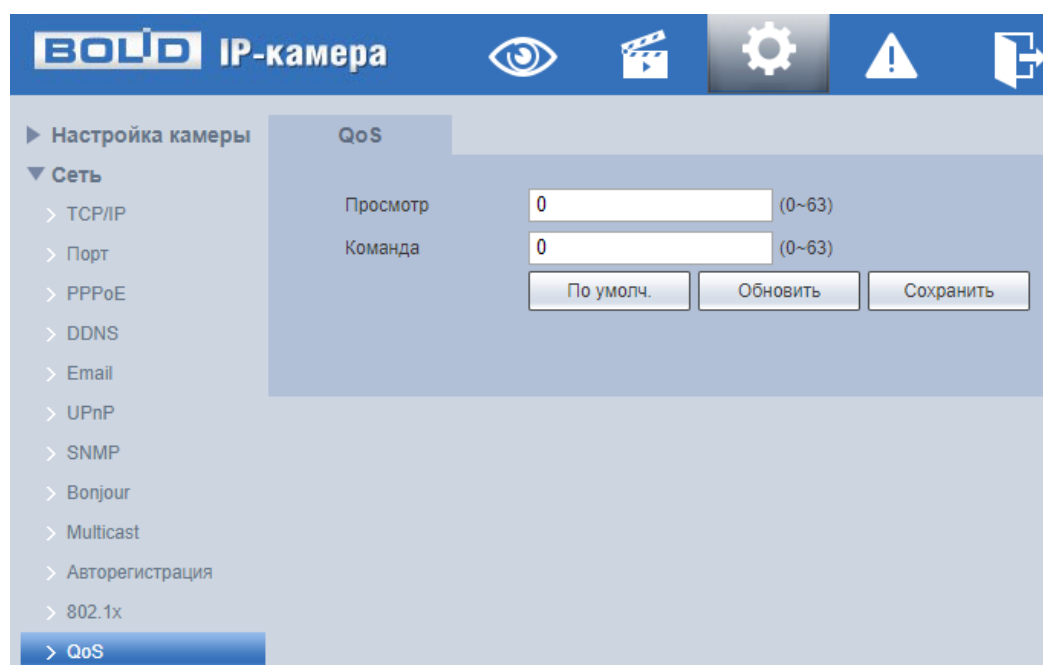 BOLID IP-камера
Настройка камеры
Сеть
TCP/IP
Порт
PPPoE
DDNS
Email
UPnP
SNMP
Bonjour
Multicast
Авторегистрация
802.1x
QoS
QoS
Просмотр 0 (0~63)
Команда 0 (0~63)
По умолч. Обновить Сохранить